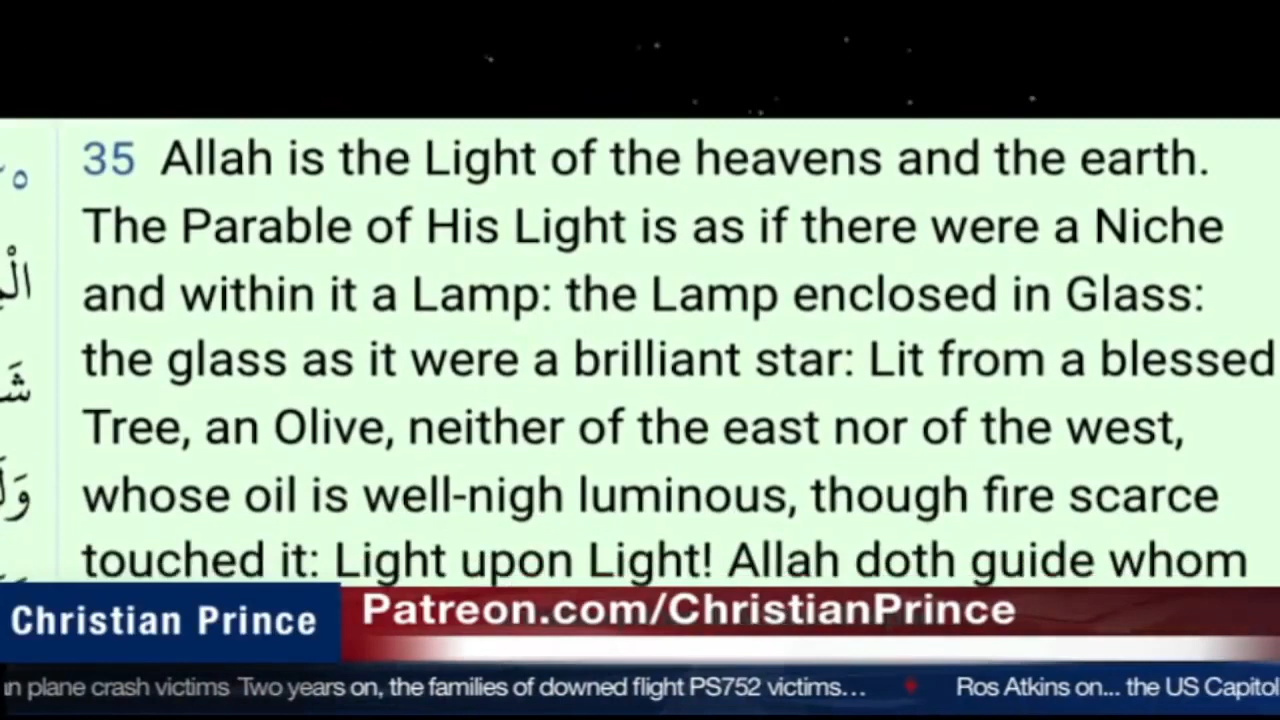 35 Allah is the Light of the heavens and the earth.
The Parable of His Light is as if there were a Niche
and within it a Lamp: the Lamp enclosed in Glass:
the glass as it were a brilliant star: Lit from a blessed
Tree, an Olive, neither of the east nor of the west,
whose oil is well-nigh luminous, though fire scarce
touched it: Light upon Light! Allah doth guide whom
Christian Prince
Patreon.com/ChristianPrince
plane crash victims Two years on, the families of downed flight PS752 victims... Ros Atkins on... the US Capitol